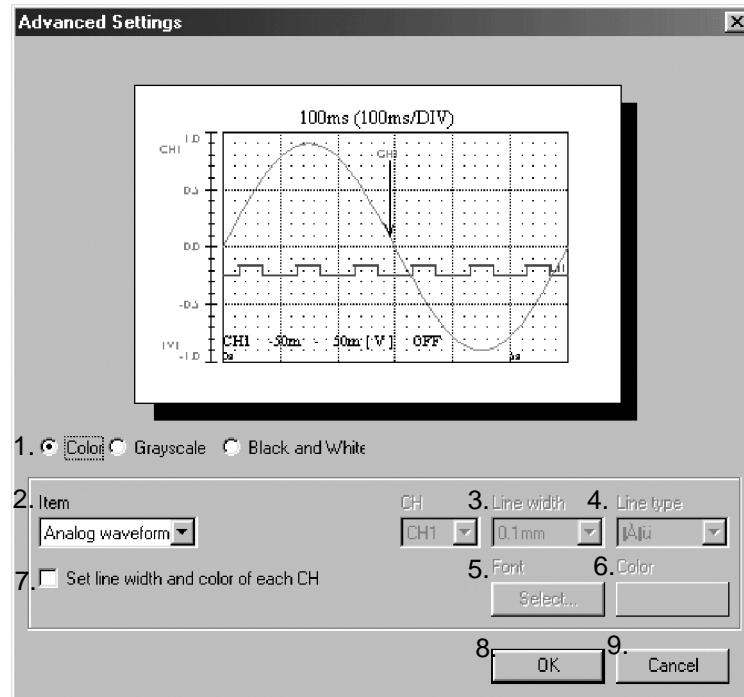 Advanced Settings
100ms (100ms/DIV)
CH1
1.0
CH1
0.5
0.0
-0.5
CH1 -50m - 50m [ V ] OFF
[V]
-1.0
0s
1. Color Grayscale Black and White
2. Item CH 3. Line width 4. Line type
Analog waveform CH1 0.1mm
5. Font 6. Color
7. Set line width and color of each CH
Select...
8. OK 9. Cancel